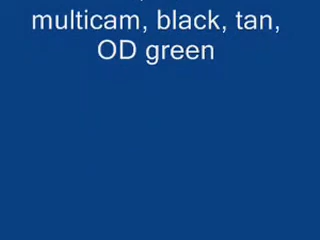 multicam, black, tan,
OD green